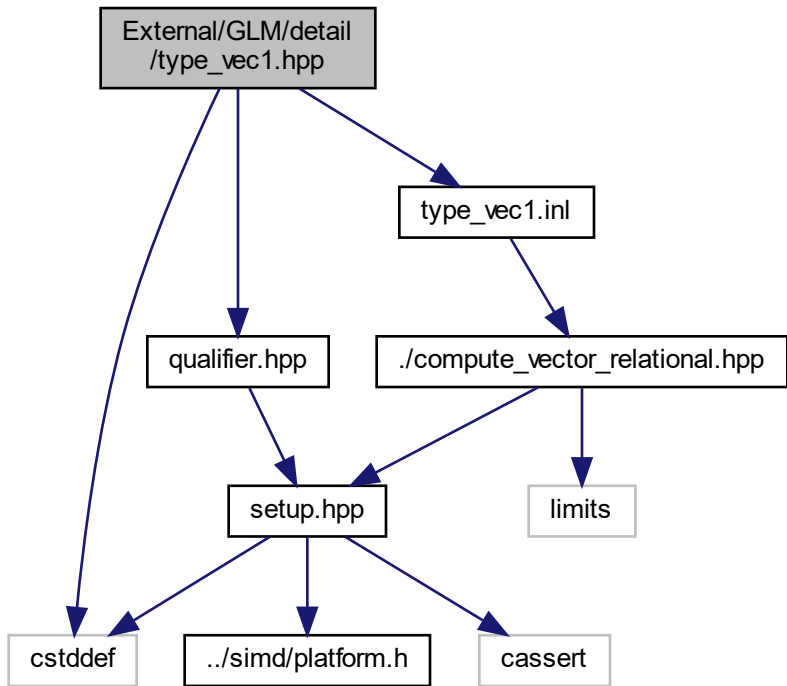 External/GLM/detail
/type_vec1.hpp
type_vec1.inl
qualifier.hpp
./compute_vector_relational.hpp
setup.hpp
limits
cstddef
../simd/platform.h
cassert